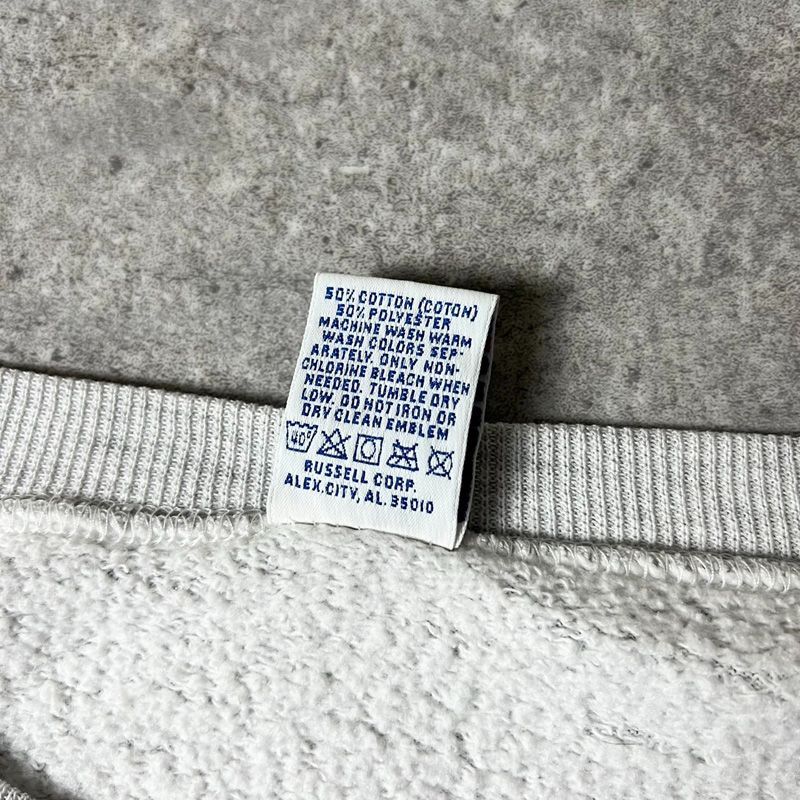 50% COTTON (COTON)
50% POLYESTER
MACHINE WASH WARM
WASH COLORS SEP-
ARATELY. ONLY NON-
CHLORINE BLEACH WHEN
NEEDED. TUMBLE DRY
LOW. DO NOT IRON OR
DRY CLEAN EMBLEM
40°
RUSSELL CORP.
ALEX.CITY, AL. 35010